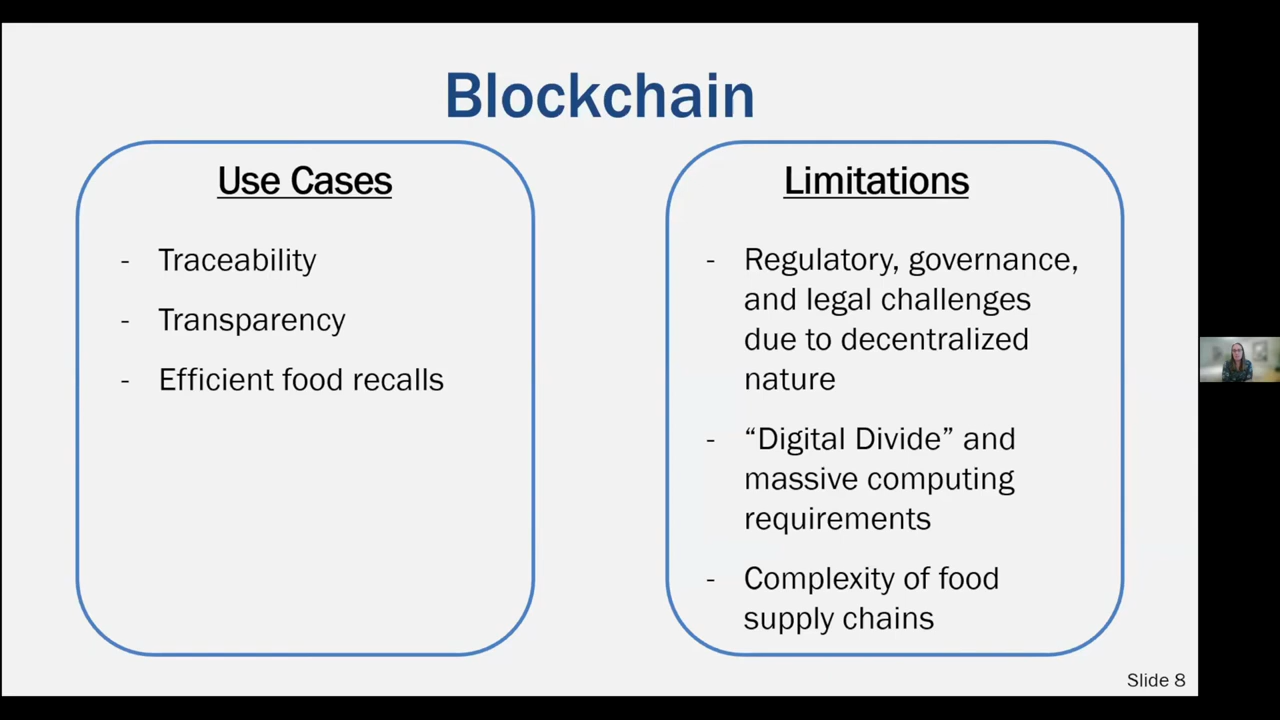 Blockchain
Use Cases
- Traceability
- Transparency
- Efficient food recalls
Limitations
- Regulatory, governance,
and legal challenges
due to decentralized
nature
- “Digital Divide” and
massive computing
requirements
- Complexity of food
supply chains
Slide 8